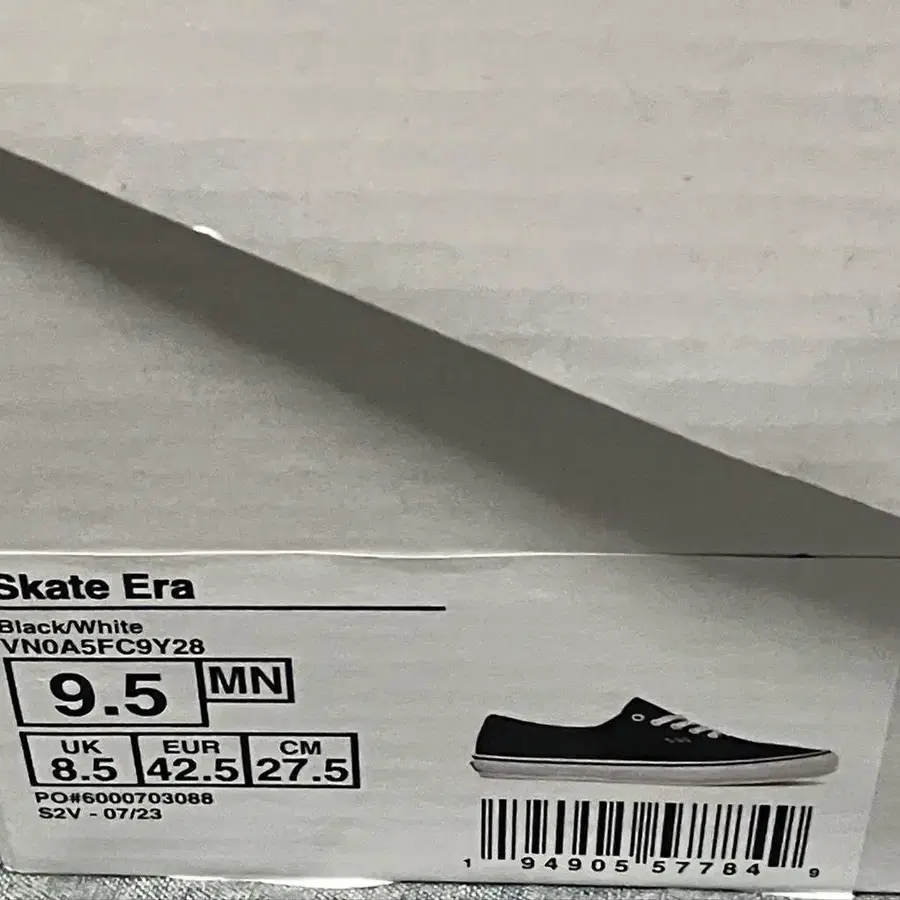 Skate Era
Black/White
VN0A5FC9Y28
9.5 MN
UK EUR CM
8.5 42.5 27.5
PO#6000703088
S2V - 07/23
1 94905 57784 9